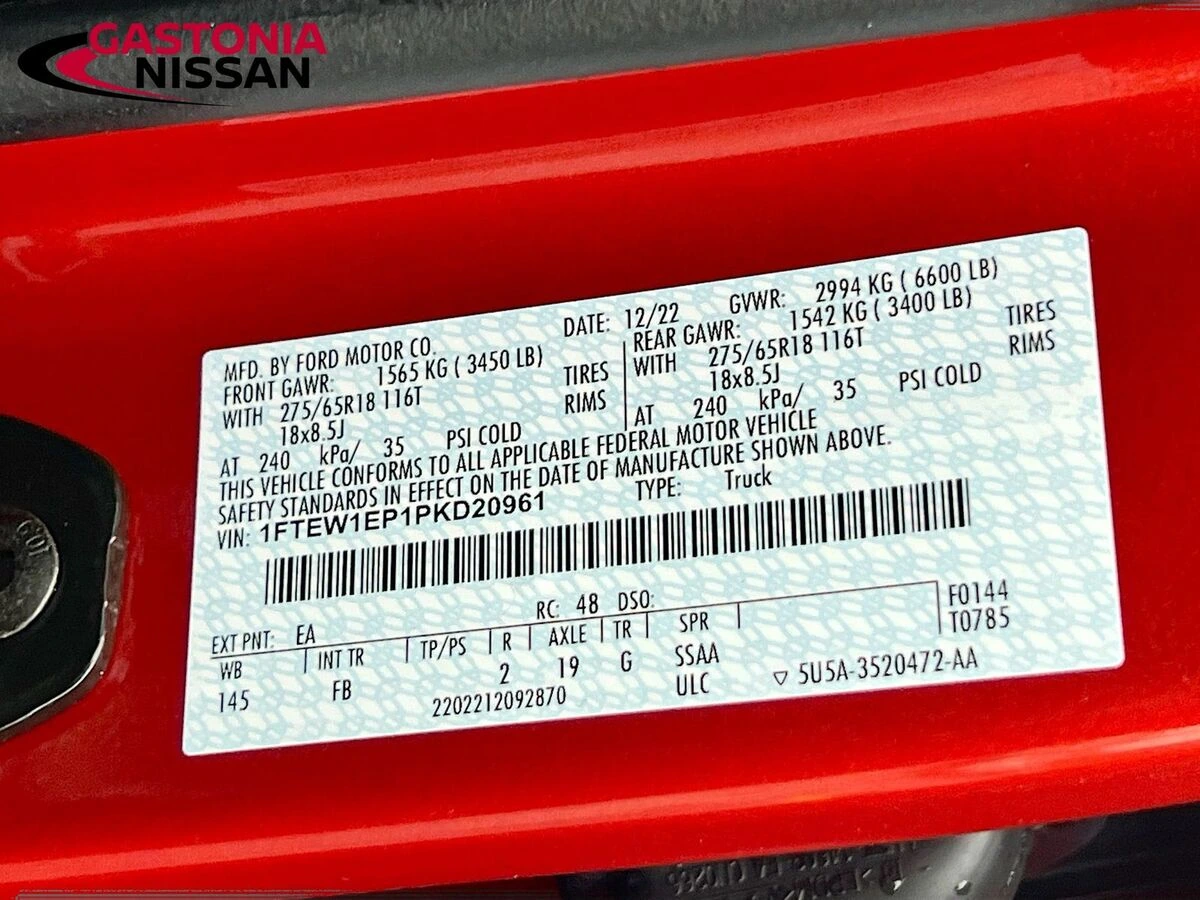 GASTONIA
NISSAN
MFD. BY FORD MOTOR CO. DATE: 12/22 GVWR: 2994 KG ( 6600 LB)
FRONT GAWR: 1565 KG ( 3450 LB) REAR GAWR: 1542 KG ( 3400 LB)
WITH 275/65R18 116T TIRES WITH 275/65R18 116T TIRES
18x8.5J RIMS 18x8.5J RIMS
AT 240 kPa/ 35 PSI COLD AT 240 kPa/ 35 PSI COLD
THIS VEHICLE CONFORMS TO ALL APPLICABLE FEDERAL MOTOR VEHICLE
SAFETY STANDARDS IN EFFECT ON THE DATE OF MANUFACTURE SHOWN ABOVE.
VIN: 1FTEW1EP1PKD20961 TYPE: Truck
EXT PNT: EA RC: 48 DSO: F0144
WB INT TR TP/PS R AXLE TR SPR T0785
145 FB 2 19 G SSAA
2202212092870 ULC ▽ 5U5A-3520472-AA